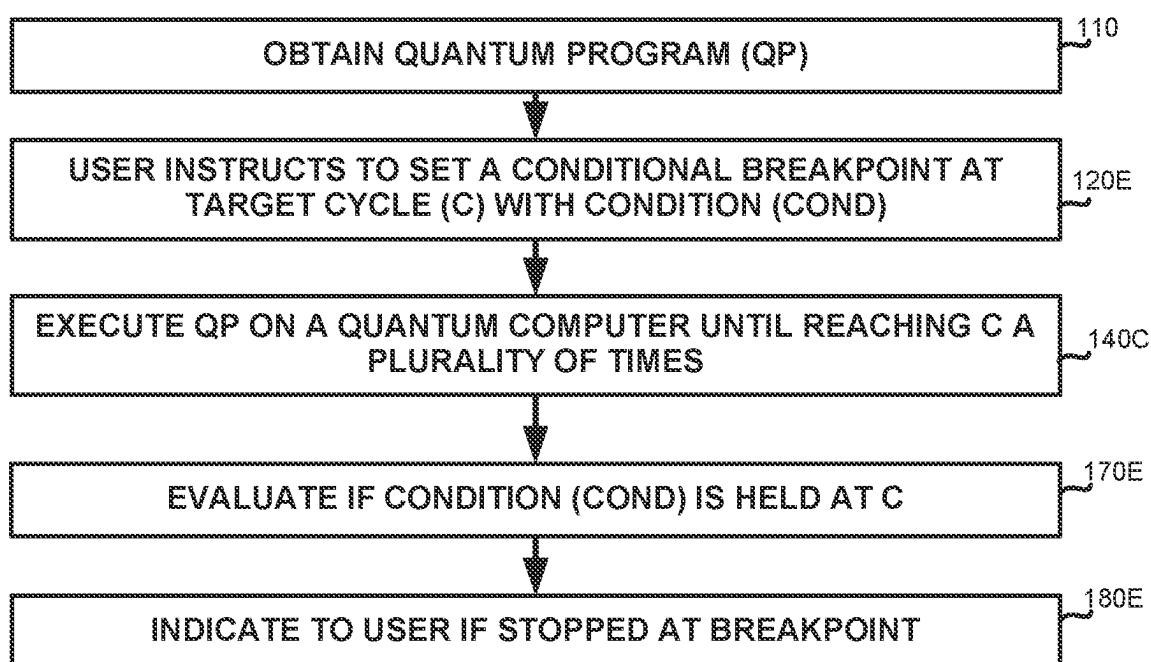 110
OBTAIN QUANTUM PROGRAM (QP)
USER INSTRUCTS TO SET A CONDITIONAL BREAKPOINT AT
TARGET CYCLE (C) WITH CONDITION (COND)
120E
EXECUTE QP ON A QUANTUM COMPUTER UNTIL REACHING C A
PLURALITY OF TIMES
140C
EVALUATE IF CONDITION (COND) IS HELD AT C
170E
INDICATE TO USER IF STOPPED AT BREAKPOINT
180E